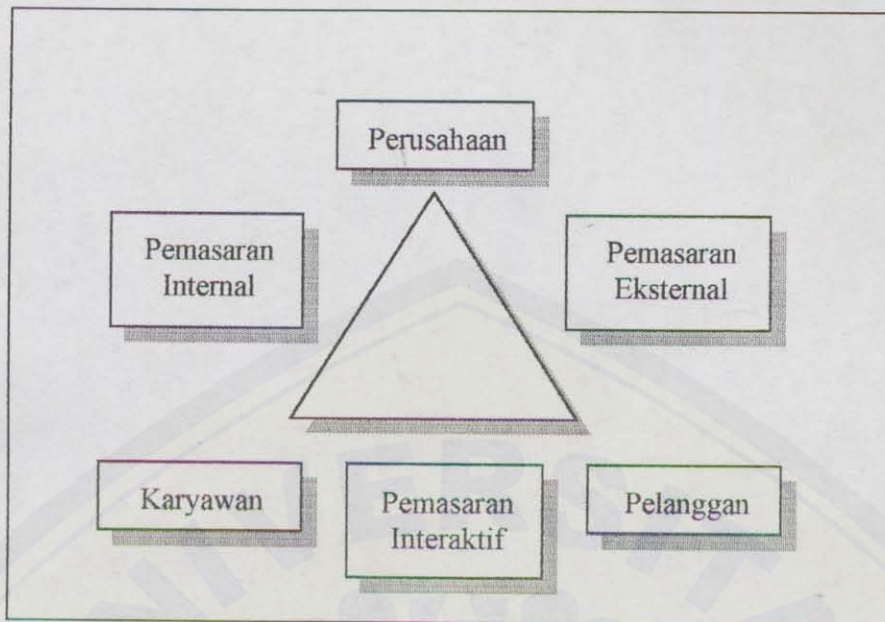 Perusahaan
Pemasaran
Internal
Pemasaran
Eksternal
Karyawan
Pemasaran
Interaktif
Pelanggan